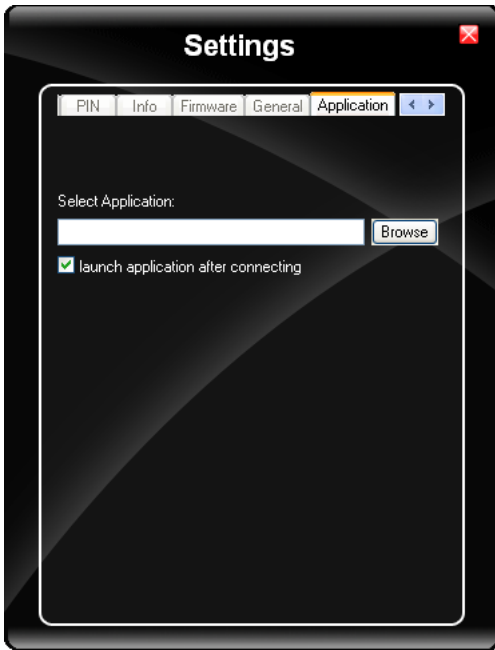 Settings
PIN Info Firmware General Application
Select Application:
Browse
launch application after connecting